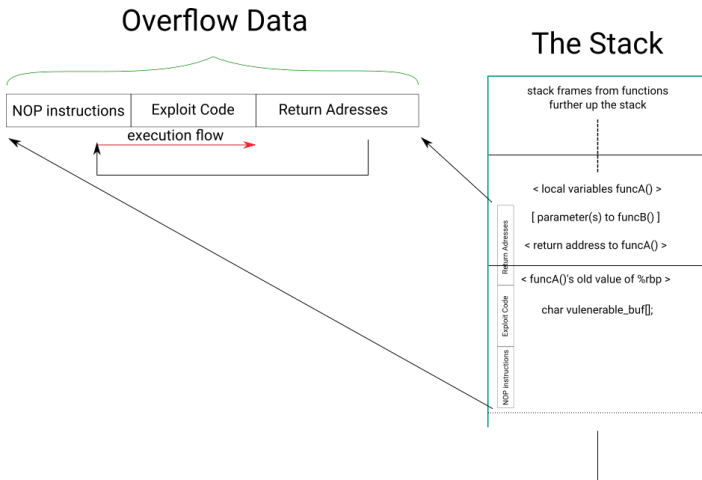 Overflow Data
NOP instructions
Exploit Code
Return Adresses
execution flow
The Stack
stack frames from functions
further up the stack
< local variables funcA() >
[ parameter(s) to funcB() ]
< return address to funcA() >
< funcA()'s old value of %rbp >
char vulenerable_buf[];
Return Adresses
Exploit Code
NOP instructions